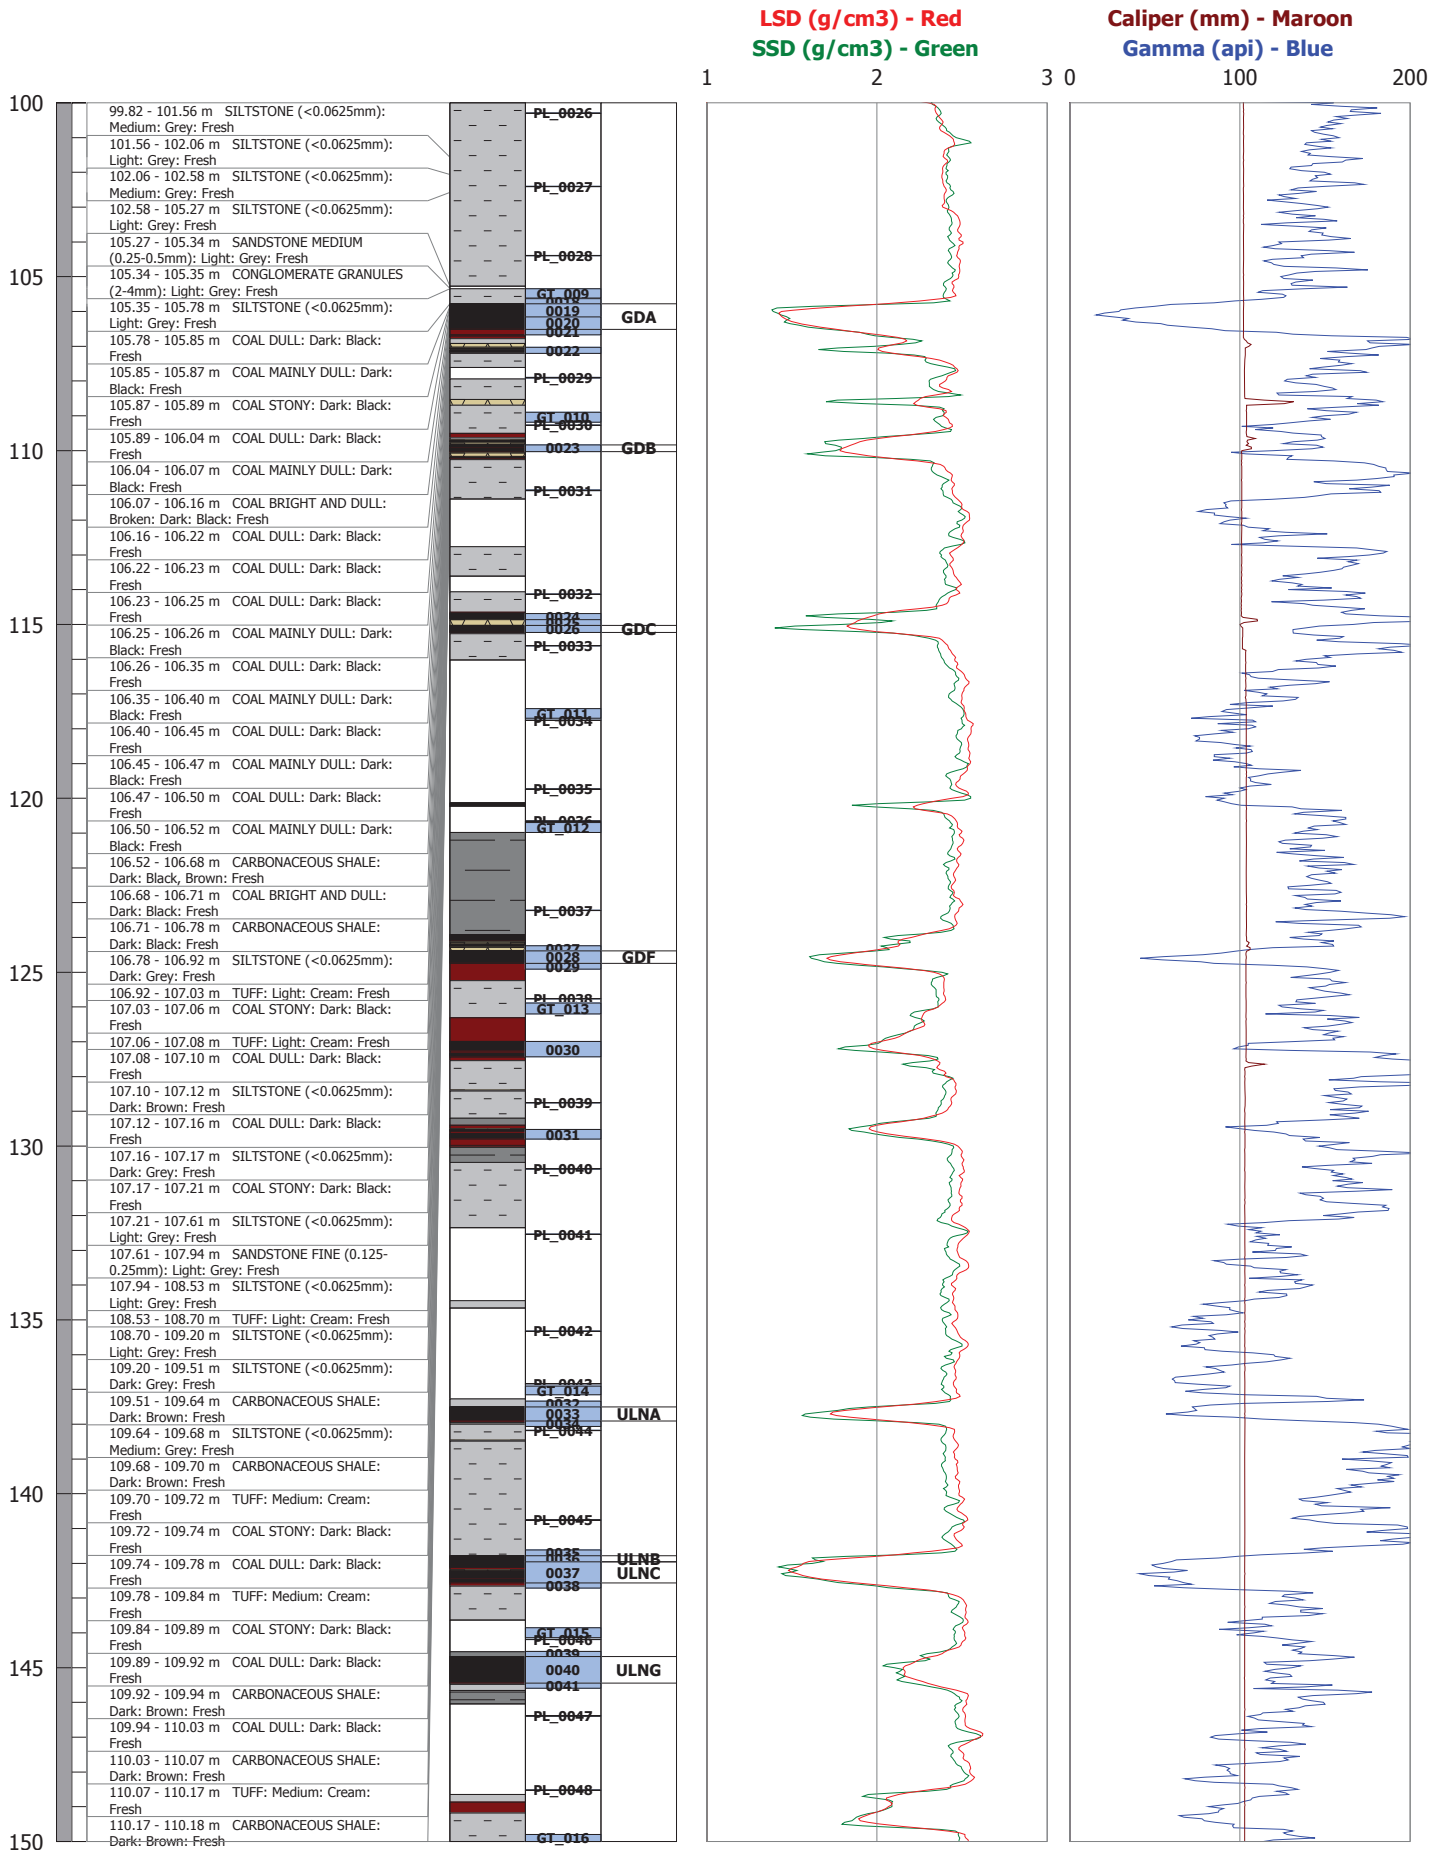 LSD (g/cm3) - Red
SSD (g/cm3) - Green
Caliper (mm) - Maroon
Gamma (api) - Blue
1 2 3 0 100 200
100
105
110
115
120
125
130
135
140
145
150
99.82 - 101.56 m SILTSTONE (<0.0625mm):
Medium: Grey: Fresh
101.56 - 102.06 m SILTSTONE (<0.0625mm):
Light: Grey: Fresh
102.06 - 102.58 m SILTSTONE (<0.0625mm):
Medium: Grey: Fresh
102.58 - 105.27 m SILTSTONE (<0.0625mm):
Light: Grey: Fresh
105.27 - 105.34 m SANDSTONE MEDIUM
(0.25-0.5mm): Light: Grey: Fresh
105.34 - 105.35 m CONGLOMERATE GRANULES
(2-4mm): Light: Grey: Fresh
105.35 - 105.78 m SILTSTONE (<0.0625mm):
Light: Grey: Fresh
105.78 - 105.85 m COAL DULL: Dark: Black:
Fresh
105.85 - 105.87 m COAL MAINLY DULL: Dark:
Black: Fresh
105.87 - 105.89 m COAL STONY: Dark: Black:
Fresh
105.89 - 106.04 m COAL DULL: Dark: Black:
Fresh
106.04 - 106.07 m COAL MAINLY DULL: Dark:
Black: Fresh
106.07 - 106.16 m COAL BRIGHT AND DULL:
Broken: Dark: Black: Fresh
106.16 - 106.22 m COAL DULL: Dark: Black:
Fresh
106.22 - 106.23 m COAL DULL: Dark: Black:
Fresh
106.23 - 106.25 m COAL DULL: Dark: Black:
Fresh
106.25 - 106.26 m COAL MAINLY DULL: Dark:
Black: Fresh
106.26 - 106.35 m COAL DULL: Dark: Black:
Fresh
106.35 - 106.40 m COAL MAINLY DULL: Dark:
Black: Fresh
106.40 - 106.45 m COAL DULL: Dark: Black:
Fresh
106.45 - 106.47 m COAL MAINLY DULL: Dark:
Black: Fresh
106.47 - 106.50 m COAL DULL: Dark: Black:
Fresh
106.50 - 106.52 m COAL MAINLY DULL: Dark:
Black: Fresh
106.52 - 106.68 m CARBONACEOUS SHALE:
Dark: Black, Brown: Fresh
106.68 - 106.71 m COAL BRIGHT AND DULL:
Dark: Black: Fresh
106.71 - 106.78 m CARBONACEOUS SHALE:
Dark: Black: Fresh
106.78 - 106.92 m SILTSTONE (<0.0625mm):
Dark: Grey: Fresh
106.92 - 107.03 m TUFF: Light: Cream: Fresh
107.03 - 107.06 m COAL STONY: Dark: Black:
Fresh
107.06 - 107.08 m TUFF: Light: Cream: Fresh
107.08 - 107.10 m COAL DULL: Dark: Black:
Fresh
107.10 - 107.12 m SILTSTONE (<0.0625mm):
Dark: Brown: Fresh
107.12 - 107.16 m COAL DULL: Dark: Black:
Fresh
107.16 - 107.17 m SILTSTONE (<0.0625mm):
Dark: Grey: Fresh
107.17 - 107.21 m COAL STONY: Dark: Black:
Fresh
107.21 - 107.61 m SILTSTONE (<0.0625mm):
Light: Grey: Fresh
107.61 - 107.94 m SANDSTONE FINE (0.125-
0.25mm): Light: Grey: Fresh
107.94 - 108.53 m SILTSTONE (<0.0625mm):
Light: Grey: Fresh
108.53 - 108.70 m TUFF: Light: Cream: Fresh
108.70 - 109.20 m SILTSTONE (<0.0625mm):
Light: Grey: Fresh
109.20 - 109.51 m SILTSTONE (<0.0625mm):
Dark: Grey: Fresh
109.51 - 109.64 m CARBONACEOUS SHALE:
Dark: Brown: Fresh
109.64 - 109.68 m SILTSTONE (<0.0625mm):
Medium: Grey: Fresh
109.68 - 109.70 m CARBONACEOUS SHALE:
Dark: Brown: Fresh
109.70 - 109.72 m TUFF: Medium: Cream:
Fresh
109.72 - 109.74 m COAL STONY: Dark: Black:
Fresh
109.74 - 109.78 m COAL DULL: Dark: Black:
Fresh
109.78 - 109.84 m TUFF: Medium: Cream:
Fresh
109.84 - 109.89 m COAL STONY: Dark: Black:
Fresh
109.89 - 109.92 m COAL DULL: Dark: Black:
Fresh
109.92 - 109.94 m CARBONACEOUS SHALE:
Dark: Brown: Fresh
109.94 - 110.03 m COAL DULL: Dark: Black:
Fresh
110.03 - 110.07 m CARBONACEOUS SHALE:
Dark: Brown: Fresh
110.07 - 110.17 m TUFF: Medium: Cream:
Fresh
110.17 - 110.18 m CARBONACEOUS SHALE:
Dark: Brown: Fresh
PL_0026
PL_0027
PL_0028
GT_009
0018
0019
0020
0021
0022
PL_0029
GT_010
PL_0030
0023
PL_0031
PL_0032
0024
0025
0026
PL_0033
GT_011
PL_0034
PL_0035
PL_0036
GT_012
PL_0037
0027
0028
0029
PL_0038
GT_013
0030
PL_0039
0031
PL_0040
PL_0041
PL_0042
PL_0043
GT_014
0032
0033
0034
PL_0044
PL_0045
0035
0036
0037
0038
GT_015
PL_0046
0039
0040
0041
PL_0047
PL_0048
GT_016
GDA
GDB
GDC
GDF
ULNA
ULNB
ULNC
ULNG